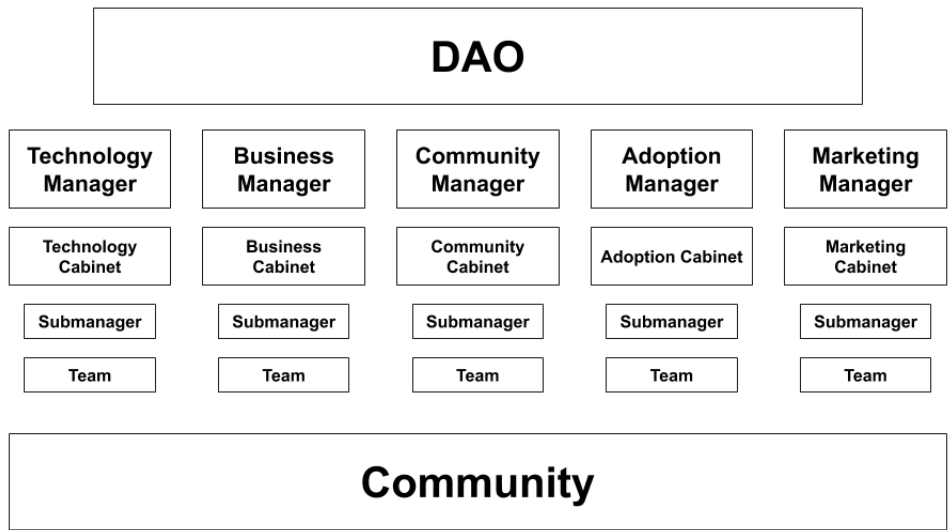 DAO
Technology
Manager
Business
Manager
Community
Manager
Adoption
Manager
Marketing
Manager
Technology
Cabinet
Business
Cabinet
Community
Cabinet
Adoption Cabinet
Marketing
Cabinet
Submanager
Submanager
Submanager
Submanager
Submanager
Team
Team
Team
Team
Team
Community